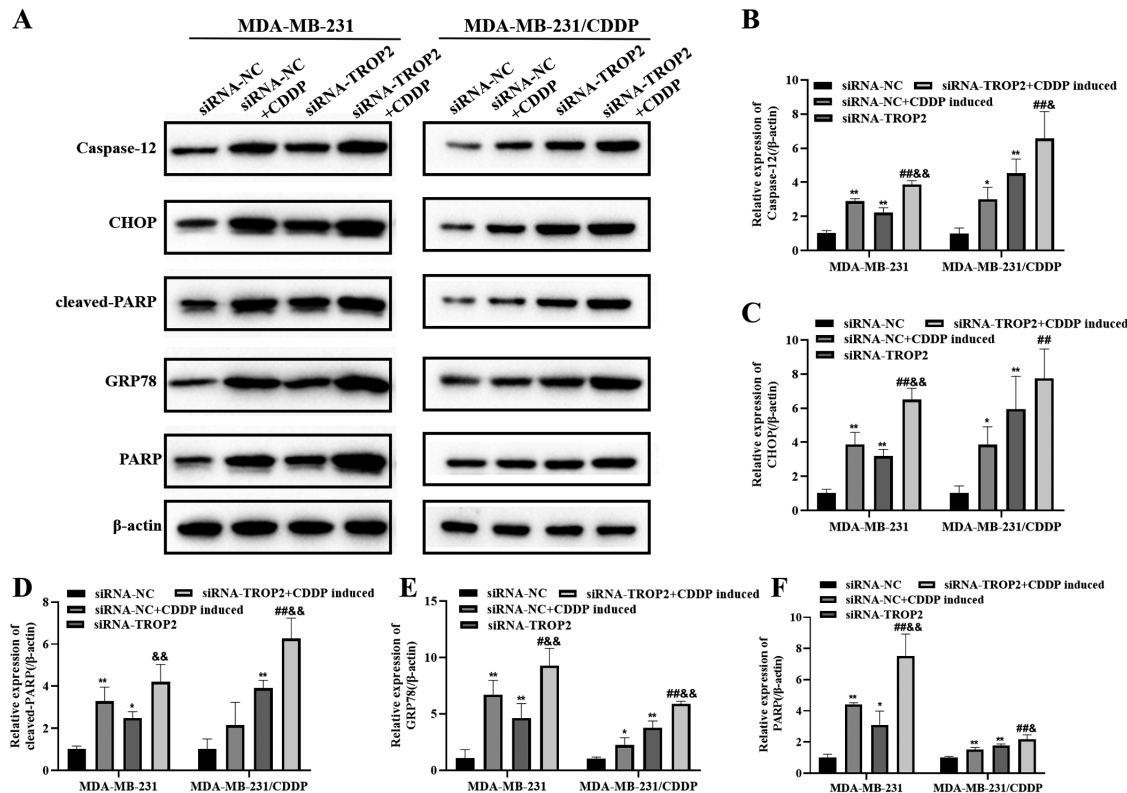 A
MDA-MB-231
MDA-MB-231/CDDP
siRNA-NC
siRNA-NC
+CDDP
siRNA-TROP2
siRNA-TROP2
+CDDP
siRNA-NC
siRNA-NC
+CDDP
siRNA-TROP2
siRNA-TROP2
+CDDP
Caspase-12
CHOP
cleaved-PARP
GRP78
PARP
β-actin
B
siRNA-NC
siRNA-TROP2+CDDP induced
siRNA-NC+CDDP induced
siRNA-TROP2
Relative expression of
Caspase-12(/β-actin)
10
8
6
4
2
0
**
**
##&&
*
**
##&
MDA-MB-231
MDA-MB-231/CDDP
C
siRNA-NC
siRNA-TROP2+CDDP induced
siRNA-NC+CDDP induced
siRNA-TROP2
Relative expression of
CHOP(/β-actin)
10
8
6
4
2
0
**
**
##&&
*
**
##
MDA-MB-231
MDA-MB-231/CDDP
D
siRNA-NC
siRNA-TROP2+CDDP induced
siRNA-NC+CDDP induced
siRNA-TROP2
Relative expression of
cleaved-PARP(/β-actin)
8
6
4
2
0
**
*
&&
**
##&&
MDA-MB-231
MDA-MB-231/CDDP
E
siRNA-NC
siRNA-TROP2+CDDP induced
siRNA-NC+CDDP induced
siRNA-TROP2
Relative expression of
GRP78(/β-actin)
15
10
5
0
**
**
#&&
*
**
##&&
MDA-MB-231
MDA-MB-231/CDDP
F
siRNA-NC
siRNA-TROP2+CDDP induced
siRNA-NC+CDDP induced
siRNA-TROP2
Relative expression of
PARP(/β-actin)
10
8
6
4
2
0
**
*
##&&
**
**
##&
MDA-MB-231
MDA-MB-231/CDDP